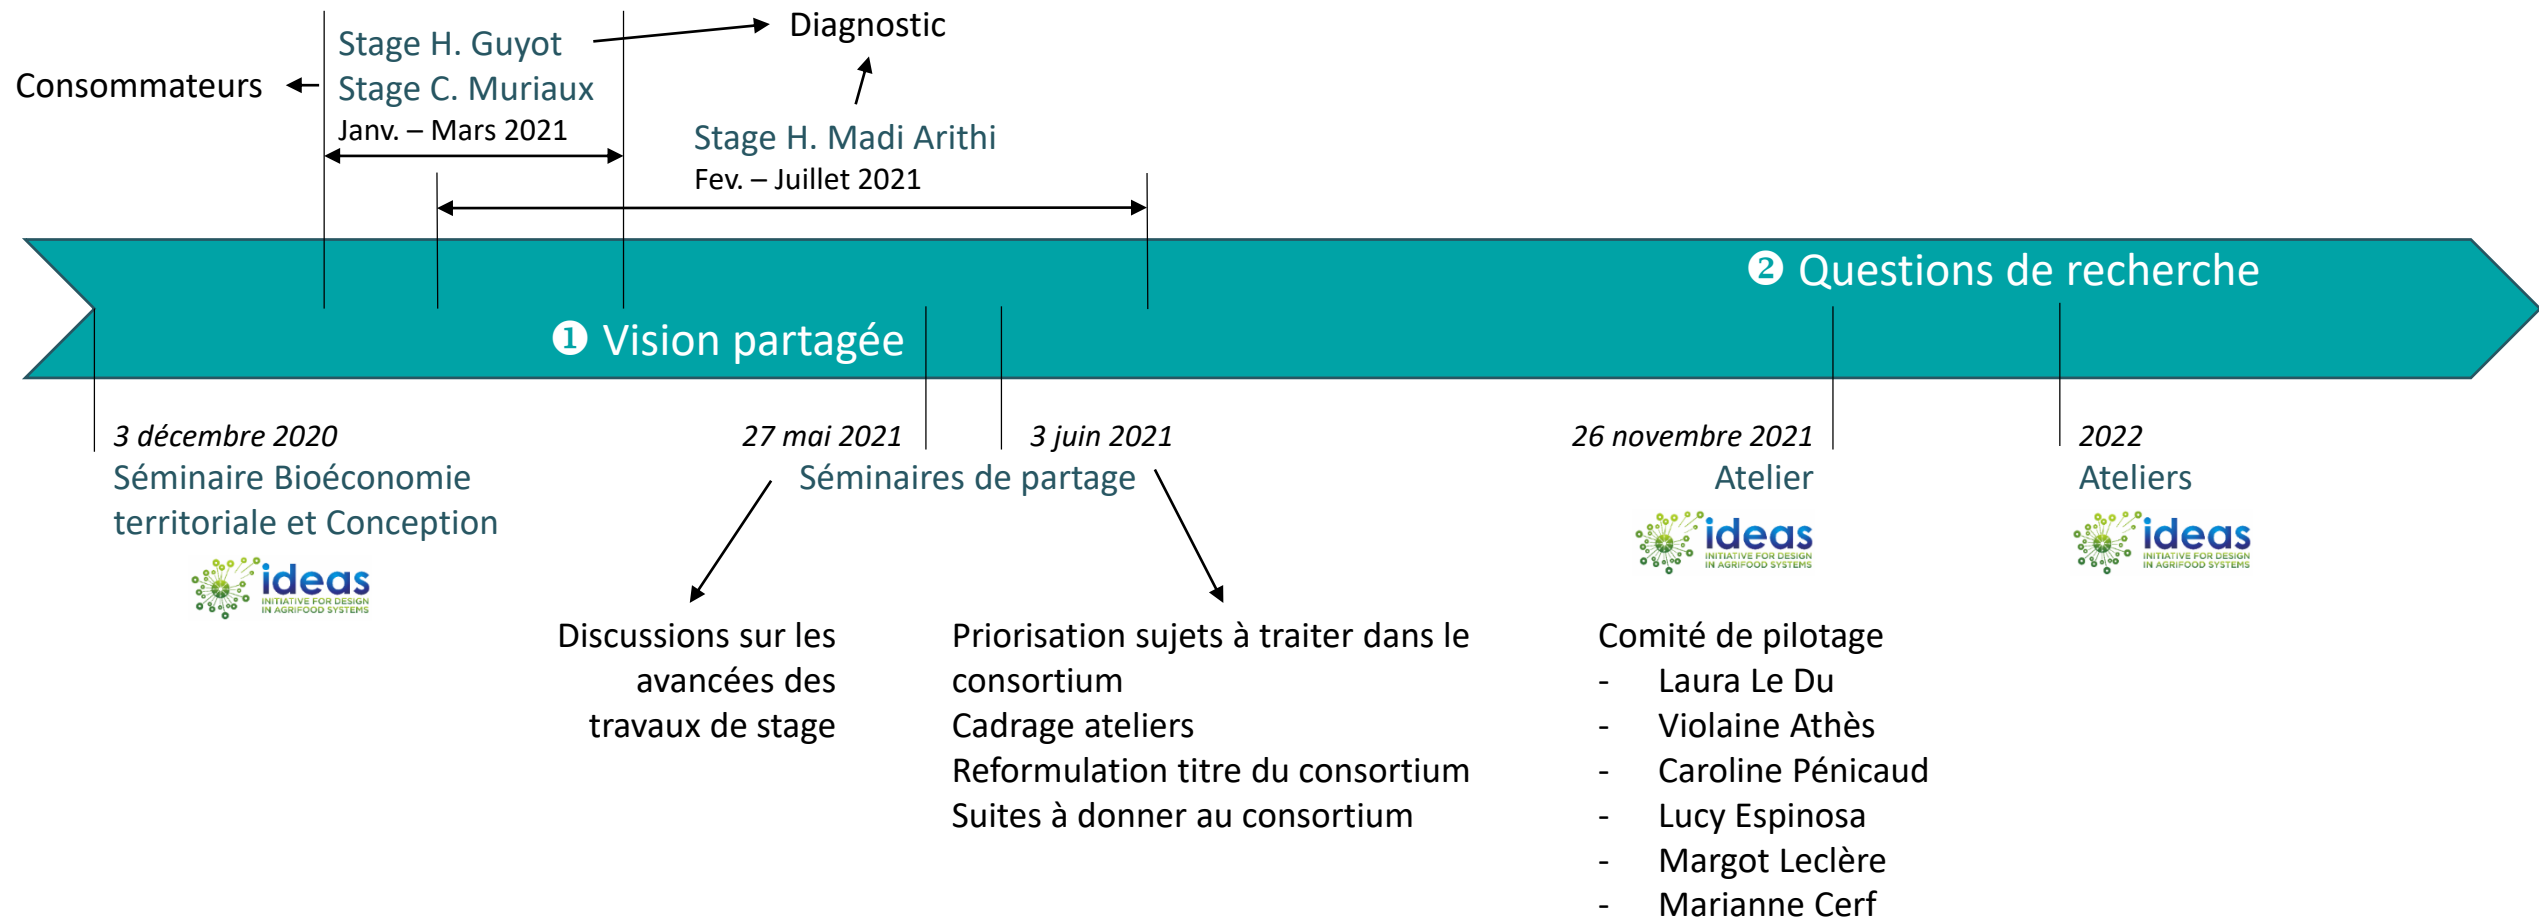 Consommateurs
Stage H. Guyot
Stage C. Muriaux
Janv. – Mars 2021
Diagnostic
Stage H. Madi Arithi
Fev. – Juillet 2021
❶ Vision partagée
❷ Questions de recherche
3 décembre 2020
Séminaire Bioéconomie
territoriale et Conception
ideas
INITIATIVE FOR DESIGN
IN AGRIFOOD SYSTEMS
27 mai 2021
3 juin 2021
Séminaires de partage
Discussions sur les
avancées des
travaux de stage
Priorisation sujets à traiter dans le
consortium
Cadrage ateliers
Reformulation titre du consortium
Suites à donner au consortium
26 novembre 2021
Atelier
ideas
INITIATIVE FOR DESIGN
IN AGRIFOOD SYSTEMS
Comité de pilotage
- Laura Le Du
- Violaine Athès
- Caroline Pénicaud
- Lucy Espinosa
- Margot Leclère
- Marianne Cerf
2022
Ateliers
ideas
INITIATIVE FOR DESIGN
IN AGRIFOOD SYSTEMS